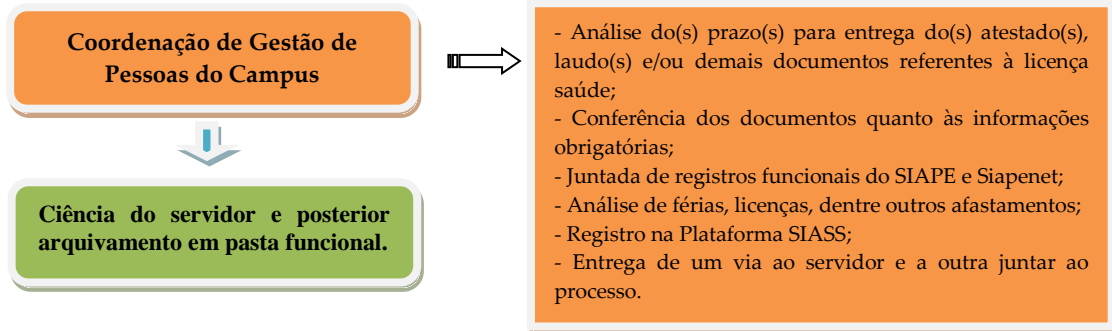 Coordenação de Gestão de
Pessoas do Campus
- Análise do(s) prazo(s) para entrega do(s) atestado(s),
laudo(s) e/ou demais documentos referentes à licença
saúde;
- Conferência dos documentos quanto às informações
obrigatórias;
- Juntada de registros funcionais do SIAPE e Siapenet;
- Análise de férias, licenças, dentre outros afastamentos;
- Registro na Plataforma SIASS;
- Entrega de um via ao servidor e a outra juntar ao
processo.
Ciência do servidor e posterior
arquivamento em pasta funcional.